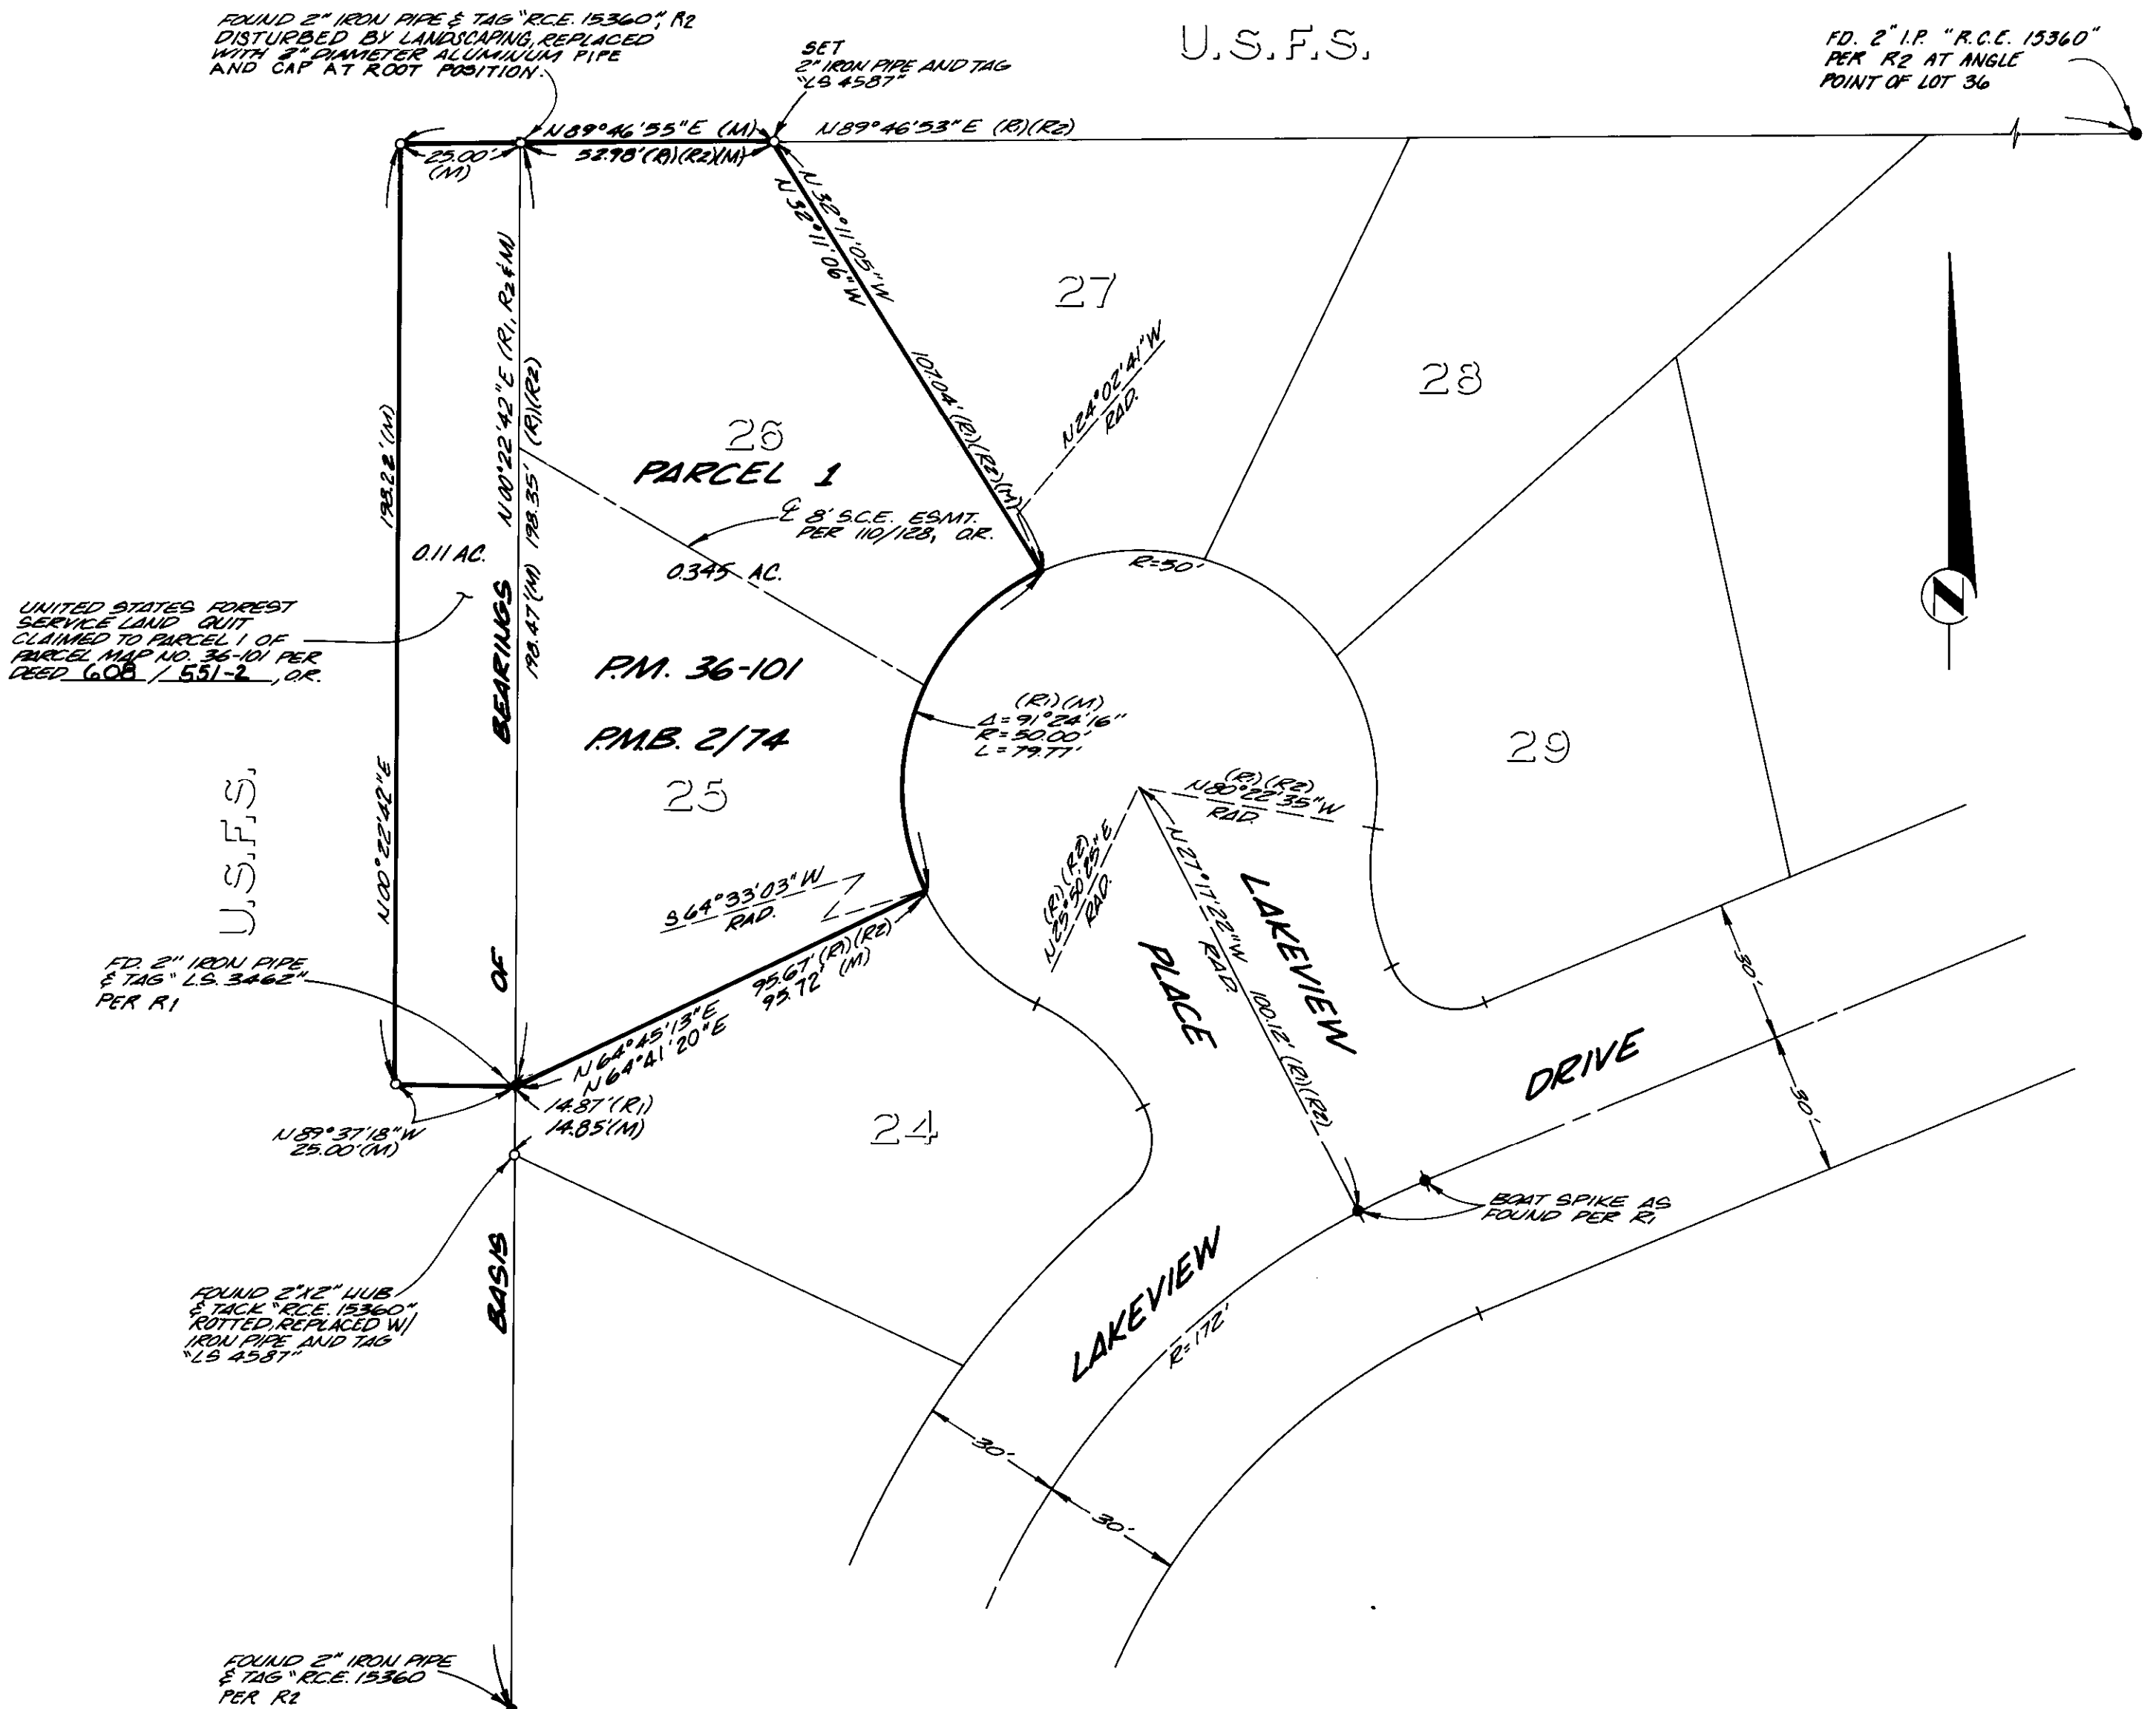 FOUND 2" IRON PIPE & TAG "R.C.E. 15360", R2
DISTURBED BY LANDSCAPING, REPLACED
WITH 2" DIAMETER ALUMINUM PIPE
AND CAP AT ROOT POSITION.
SET
2" IRON PIPE AND TAG
"LS 4587"
U.S.F.S.
FD. 2" I.P. "R.C.E. 15360"
PER R2 AT ANGLE
POINT OF LOT 36
N89°46'55"E (M)
N89°46'53"E (R1)(R2)
25.00'
(M)
52.98'(R1)(R2)(M)
N32°11'05"W
N32°11'06"W
107.04' (R1)(R2)(M)
27
N24°02'41"W
RAD.
28
198.22'(M)
N00°22'42"E (R1, R2 & M)
198.47'(M) 198.35' (R1)(R2)
26
PARCEL 1
℄ 8' S.C.E. ESMT.
PER 110/128, O.R.
0.11 AC.
0.345 AC.
R=50'
UNITED STATES FOREST
SERVICE LAND QUIT
CLAIMED TO PARCEL 1 OF
PARCEL MAP NO. 36-101 PER
DEED 608 / 551-2, O.R.
BEARINGS
P.M. 36-101
P.M.B. 2/74
(R1)(M)
Δ=91°24'16"
R=50.00'
L=79.77'
N
29
25
U.S.F.S.
N00°22'42"E
(R1)(R2)
N80°22'35"W
RAD.
(R1)(R2)
N25°50'25"E
RAD.
N27°17'22"W 100.12' (R1)(R2)
RAD.
LAKEVIEW
PLACE
S64°33'03"W
RAD.
95.67' (R1)(R2)
95.72' (M)
N64°45'13"E
N64°41'20"E
OF
FD. 2" IRON PIPE
& TAG "L.S. 3462"
PER R1
30'
DRIVE
30'
14.87'(R1)
14.85'(M)
N89°37'18"W
25.00'(M)
24
BOAT SPIKE AS
FOUND PER R1
LAKEVIEW
R=172'
FOUND 2"X2" HUB
& TACK "R.C.E. 15360",
ROTTED, REPLACED W/
IRON PIPE AND TAG
"LS 4587"
BASIS
30'
30'
FOUND 2" IRON PIPE
& TAG "R.C.E. 15360
PER R2